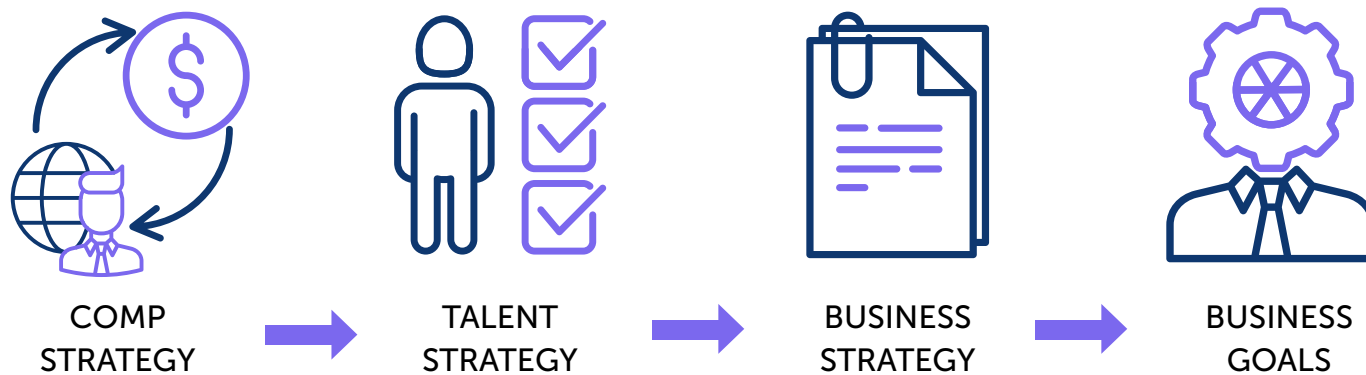 COMP
STRATEGY
TALENT
STRATEGY
BUSINESS
STRATEGY
BUSINESS
GOALS